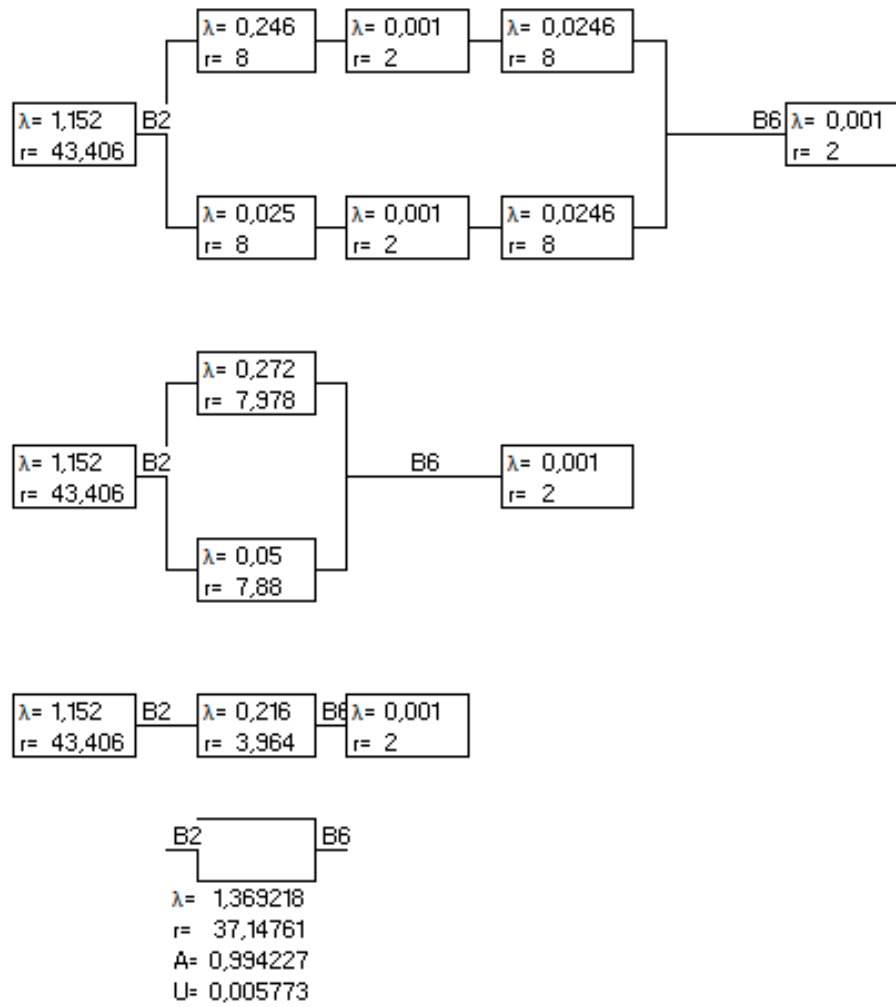 λ= 0,246
r= 8
λ= 0,001
r= 2
λ= 0,0246
r= 8
λ= 1,152
r= 43,406
B2
B6
λ= 0,001
r= 2
λ= 0,025
r= 8
λ= 0,001
r= 2
λ= 0,0246
r= 8
λ= 0,272
r= 7,978
λ= 1,152
r= 43,406
B2
B6
λ= 0,001
r= 2
λ= 0,05
r= 7,88
λ= 1,152
r= 43,406
B2
λ= 0,216
r= 3,964
B6
λ= 0,001
r= 2
B2
B6
λ= 1,369218
r= 37,14761
A= 0,994227
U= 0,005773